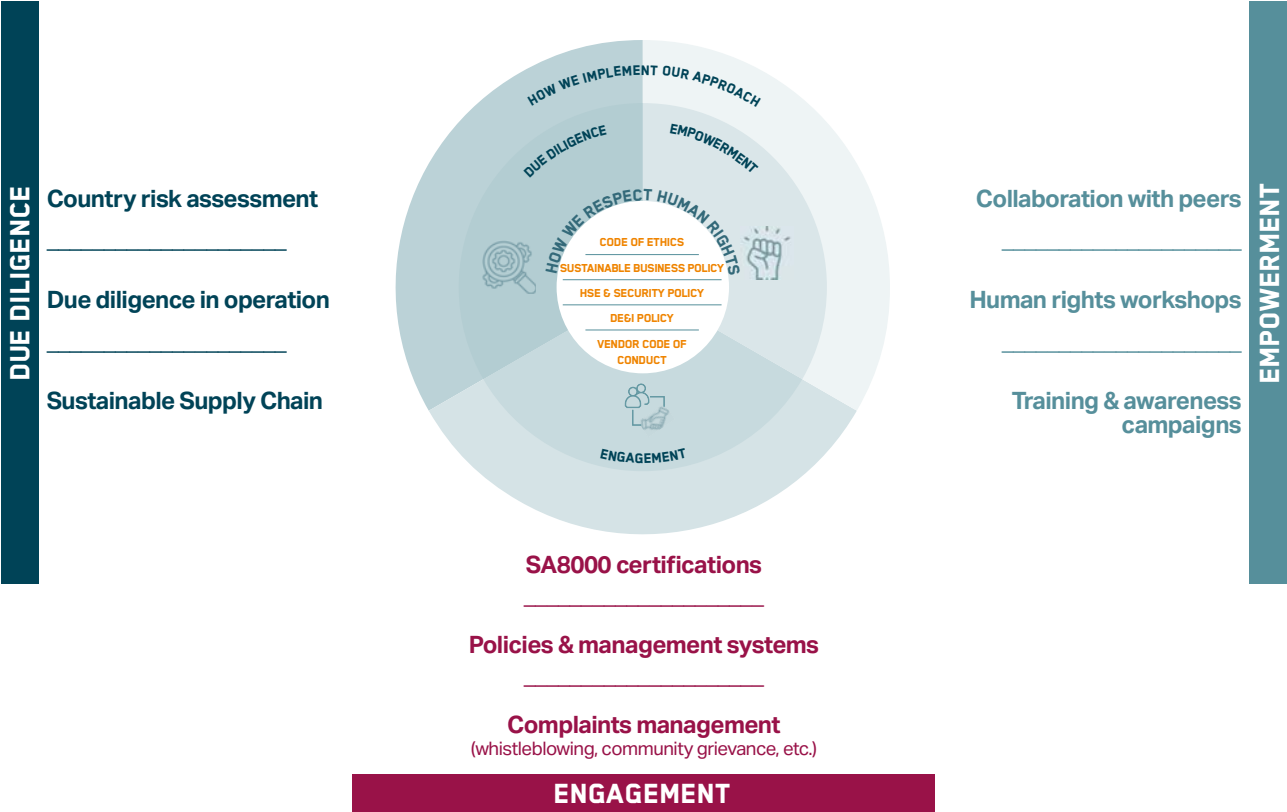 HOW WE IMPLEMENT OUR APPROACH
DUE DILIGENCE
EMPOWERMENT
HOW WE RESPECT HUMAN RIGHTS
CODE OF ETHICS
SUSTAINABLE BUSINESS POLICY
HSE & SECURITY POLICY
DE&I POLICY
VENDOR CODE OF
CONDUCT
ENGAGEMENT
DUE DILIGENCE
Country risk assessment
Due diligence in operation
Sustainable Supply Chain
EMPOWERMENT
Collaboration with peers
Human rights workshops
Training & awareness
campaigns
SA8000 certifications
Policies & management systems
Complaints management
(whistleblowing, community grievance, etc.)
ENGAGEMENT